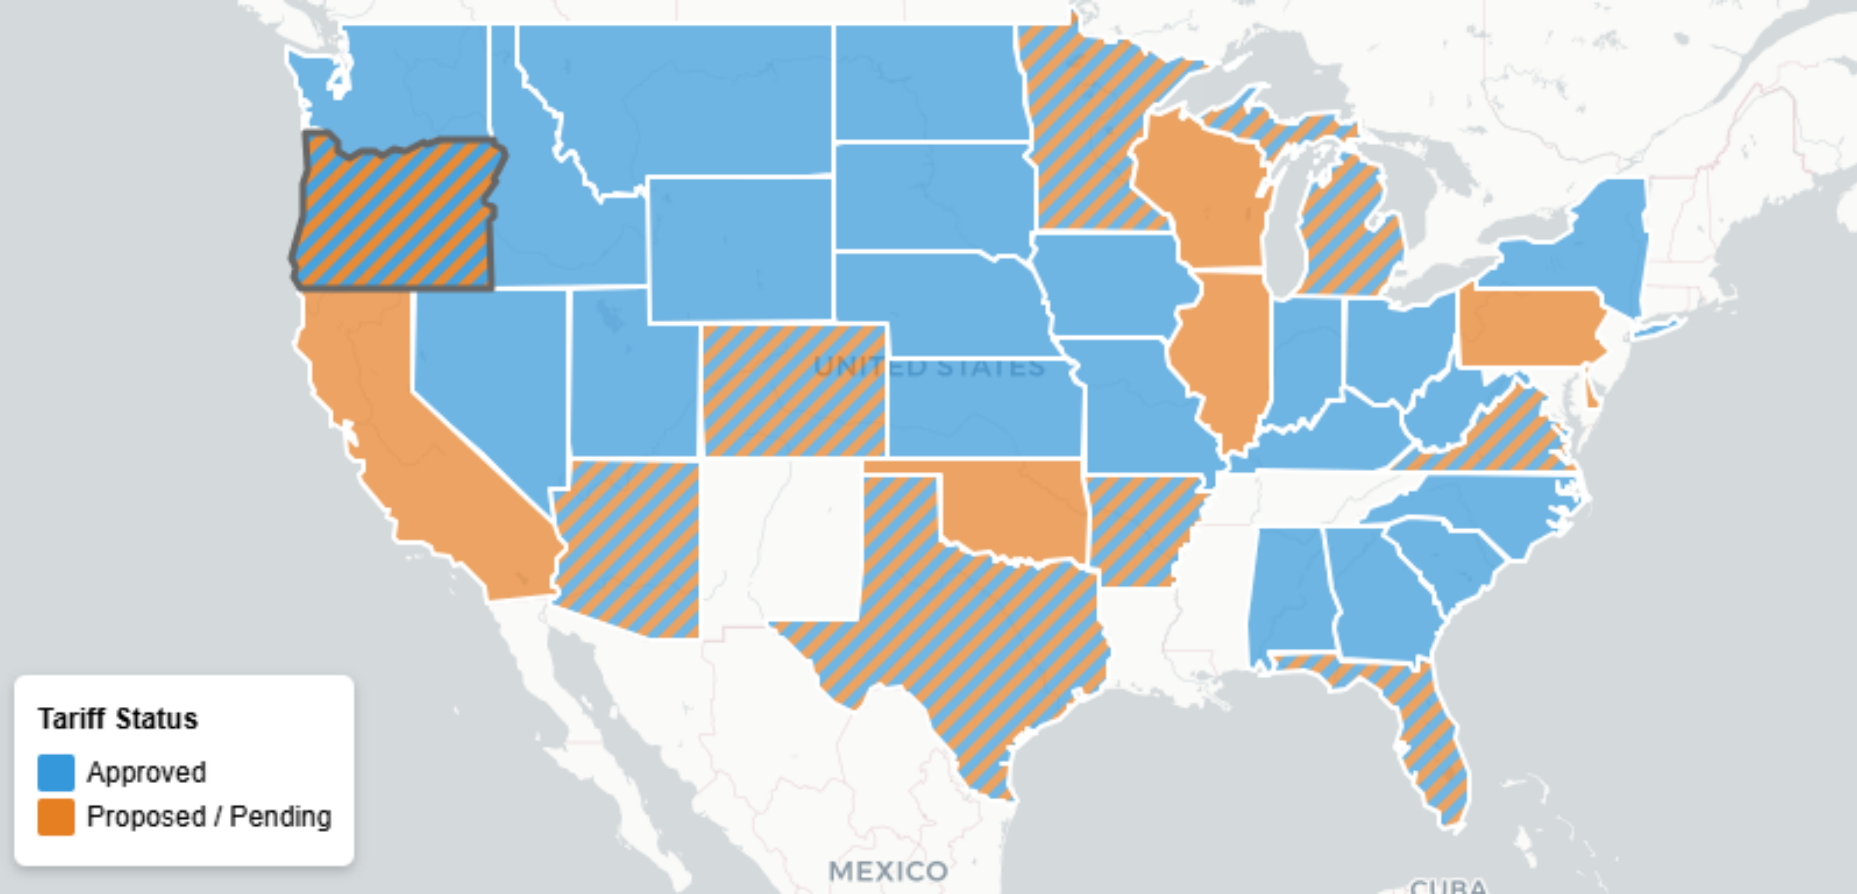 UNITED STATES
Tariff Status
Approved
Proposed / Pending
MEXICO
CUBA